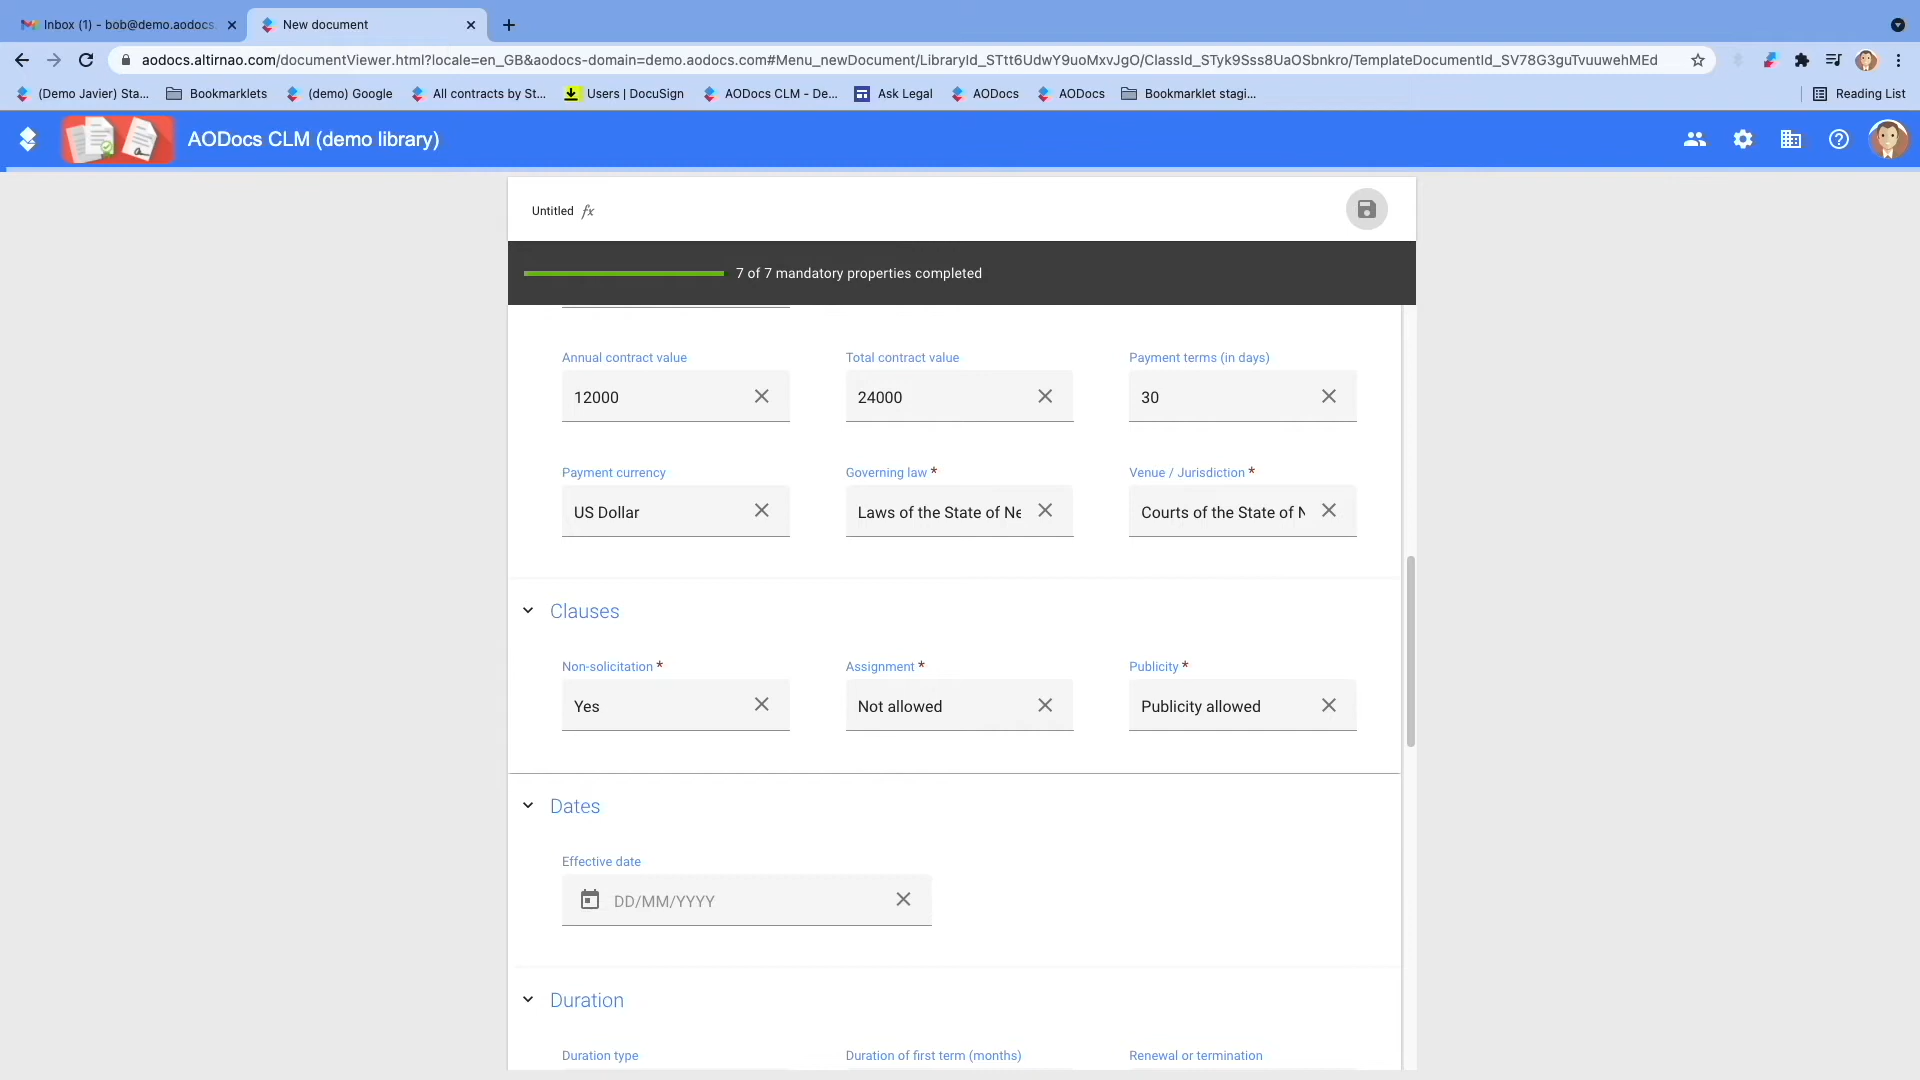 Inbox (1) - bob@demo.aodocs.
New document
aodocs.altirnao.com/documentViewer.html?locale=en_GB&aodocs-domain=demo.aodocs.com#Menu_newDocument/LibraryId_STtt6UdwY9uoMxvJgO/ClassId_STyk9Sss8UaOSbnkro/TemplateDocumentId_SV78G3guTvuuwehMEd
(Demo Javier) Sta...
Bookmarklets
(demo) Google
All contracts by St...
Users | DocuSign
AODocs CLM - De...
Ask Legal
AODocs
AODocs
Bookmarklet stagi...
Reading List
AODocs CLM (demo library)
Untitled fx
7 of 7 mandatory properties completed
Annual contract value
Total contract value
Payment terms (in days)
12000
24000
30
Payment currency
Governing law *
Venue / Jurisdiction *
US Dollar
Laws of the State of Ne
Courts of the State of N
Clauses
Non-solicitation *
Assignment *
Publicity *
Yes
Not allowed
Publicity allowed
Dates
Effective date
DD/MM/YYYY
Duration
Duration type
Duration of first term (months)
Renewal or termination